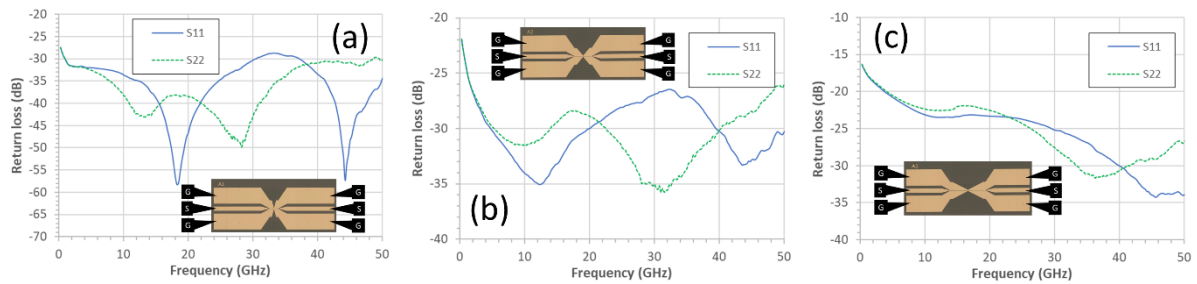 (a)
Return loss (dB)
-20
-25
-30
-35
-40
-45
-50
-55
-60
-65
-70
S11
S22
A1
G
S
G
G
S
G
0
10
20
30
40
50
Frequency (GHz)
(b)
Return loss (dB)
-20
-25
-30
-35
-40
A2
G
S
G
G
S
G
S11
S22
0
10
20
30
40
50
Frequency (GHz)
(c)
Return loss (dB)
-10
-15
-20
-25
-30
-35
-40
S11
S22
G
S
G
G
S
G
0
10
20
30
40
50
Frequency (GHz)